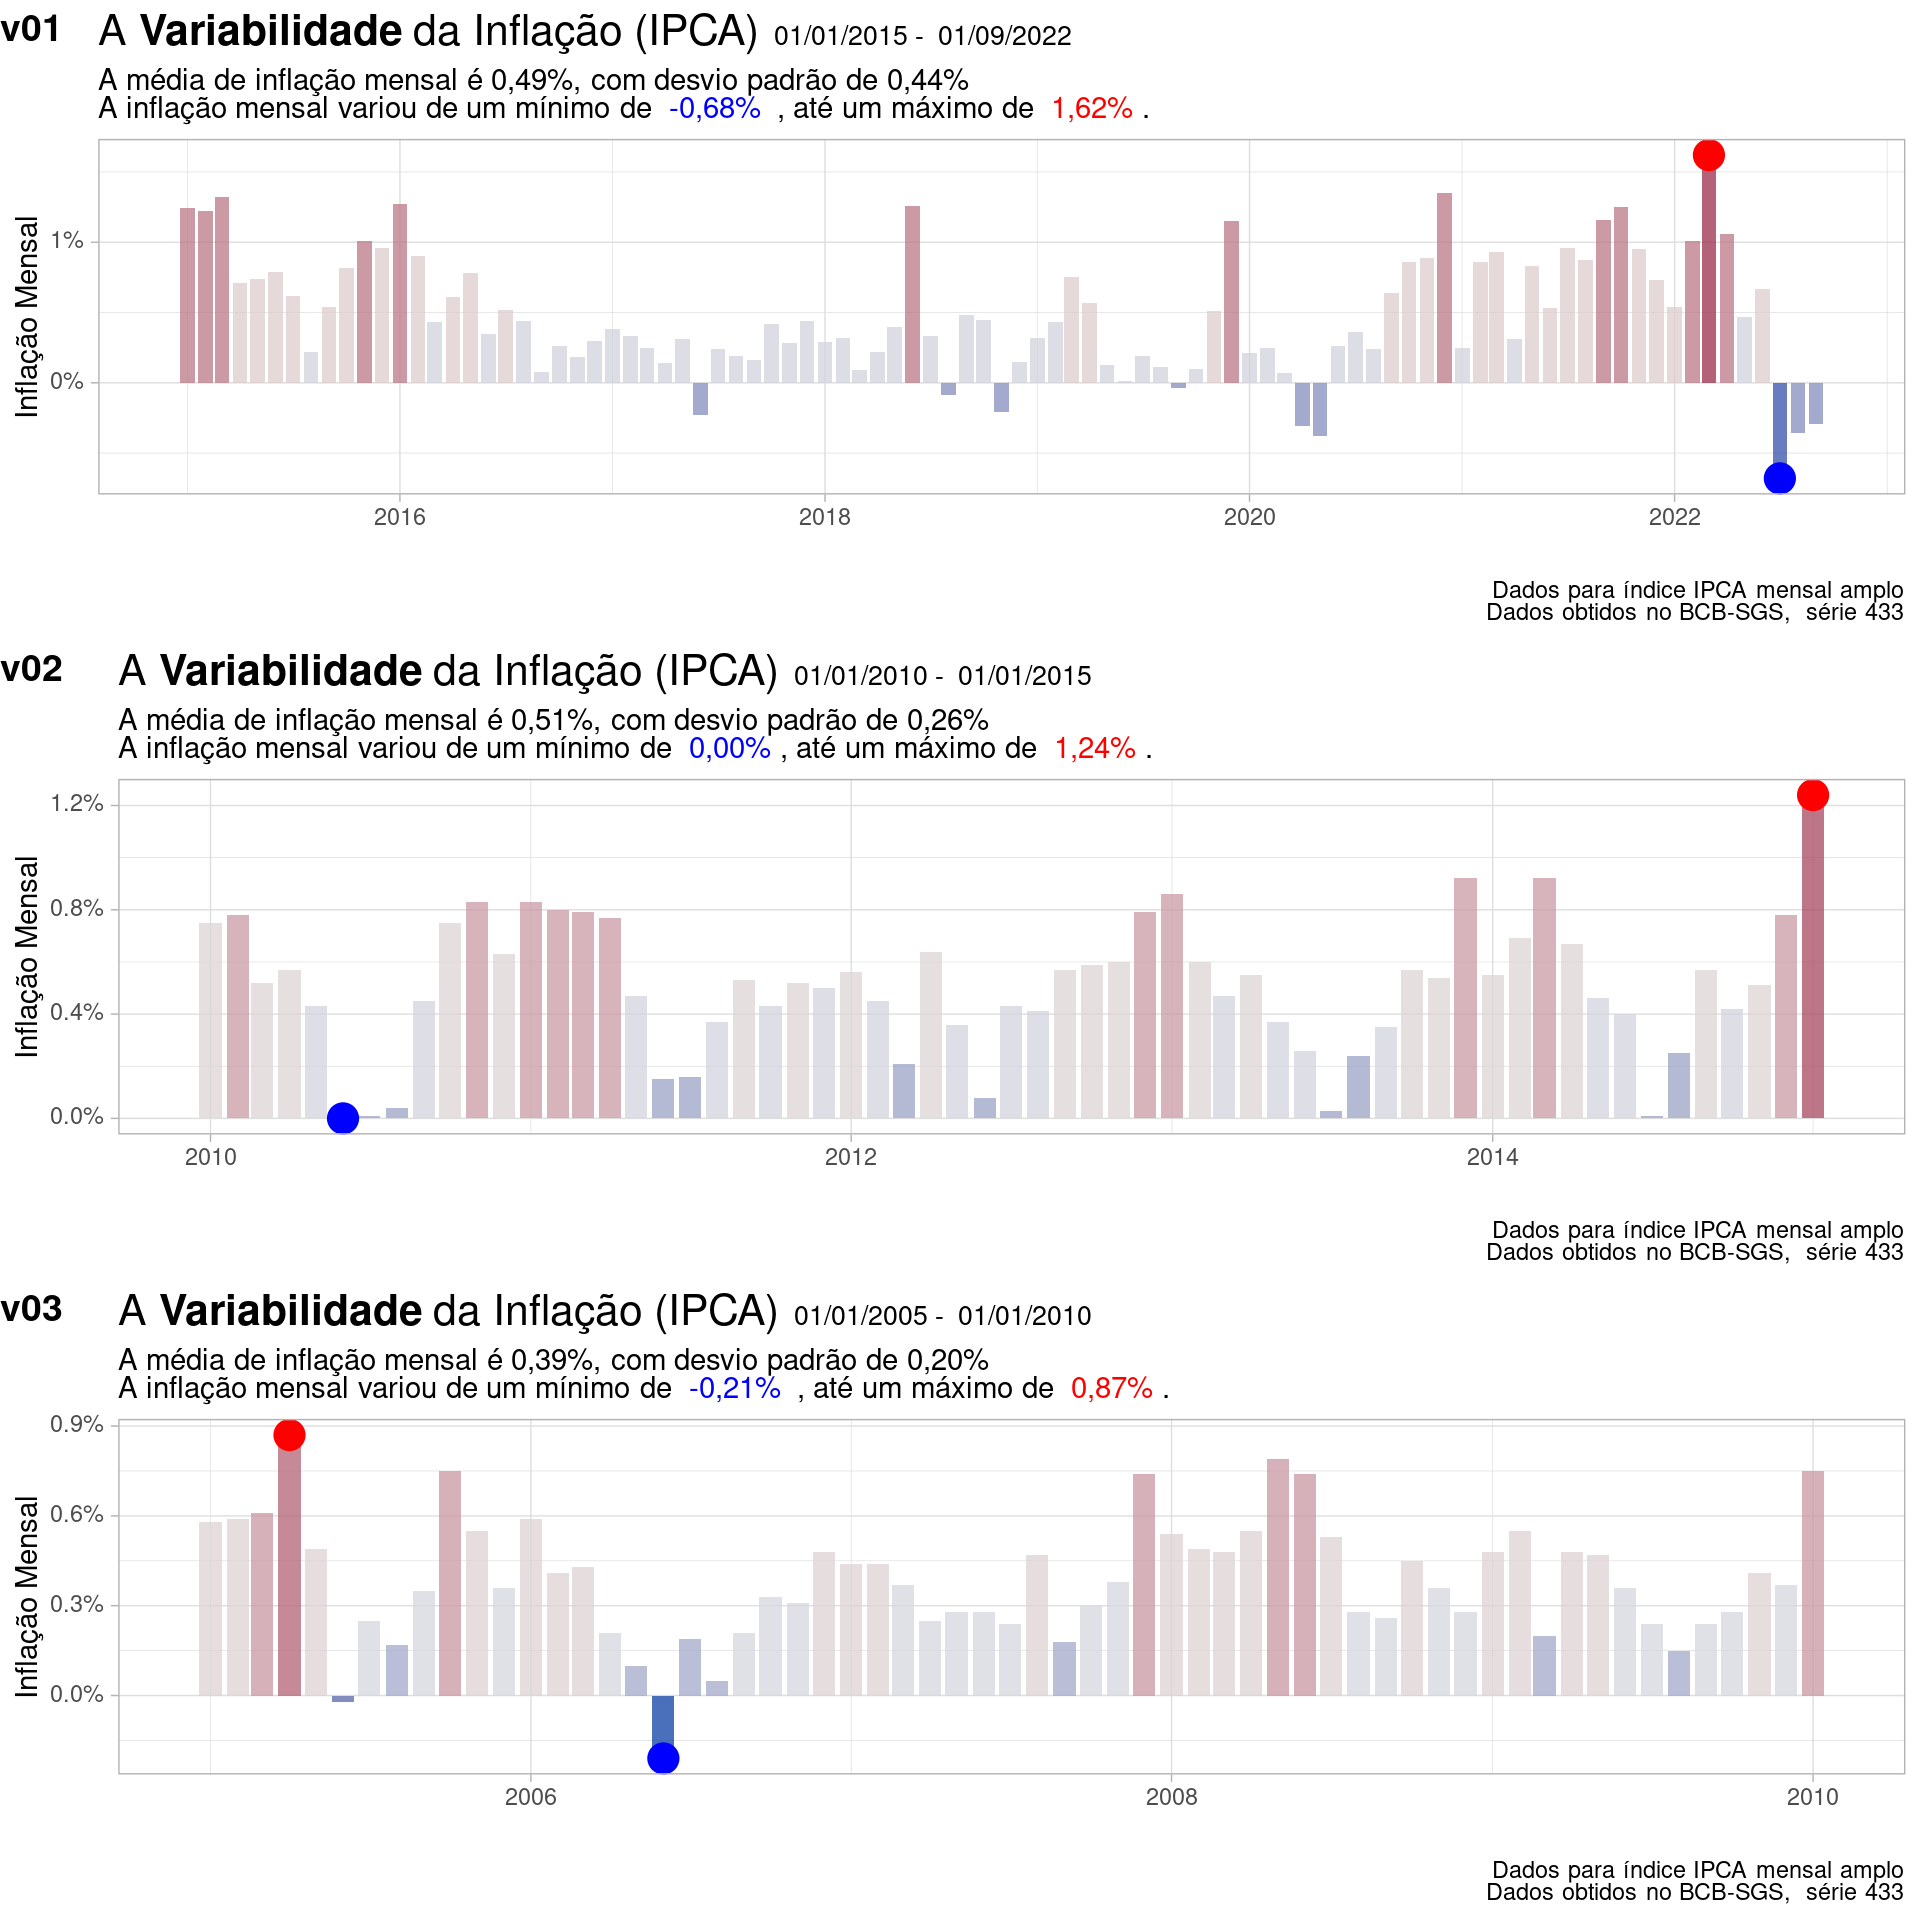 v01 A Variabilidade da Inflação (IPCA) 01/01/2015 - 01/09/2022
A média de inflação mensal é 0,49%, com desvio padrão de 0,44%
A inflação mensal variou de um mínimo de -0,68% , até um máximo de 1,62% .
Inflação Mensal
1%
0%
2016 2018 2020 2022
Dados para índice IPCA mensal amplo
Dados obtidos no BCB-SGS, série 433
v02 A Variabilidade da Inflação (IPCA) 01/01/2010 - 01/01/2015
A média de inflação mensal é 0,51%, com desvio padrão de 0,26%
A inflação mensal variou de um mínimo de 0,00% , até um máximo de 1,24% .
Inflação Mensal
1.2%
0.8%
0.4%
0.0%
2010 2012 2014
Dados para índice IPCA mensal amplo
Dados obtidos no BCB-SGS, série 433
v03 A Variabilidade da Inflação (IPCA) 01/01/2005 - 01/01/2010
A média de inflação mensal é 0,39%, com desvio padrão de 0,20%
A inflação mensal variou de um mínimo de -0,21% , até um máximo de 0,87% .
Inflação Mensal
0.9%
0.6%
0.3%
0.0%
2006 2008 2010
Dados para índice IPCA mensal amplo
Dados obtidos no BCB-SGS, série 433